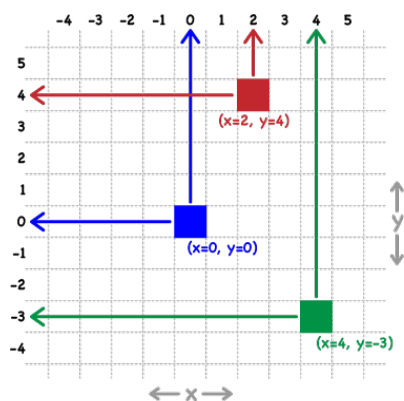 -4 -3 -2 -1 0 1 2 3 4 5
5
4
(x=2, y=4)
3
2
1
0
y
(x=0, y=0)
-1
-2
-3
(x=4, y=-3)
-4
x